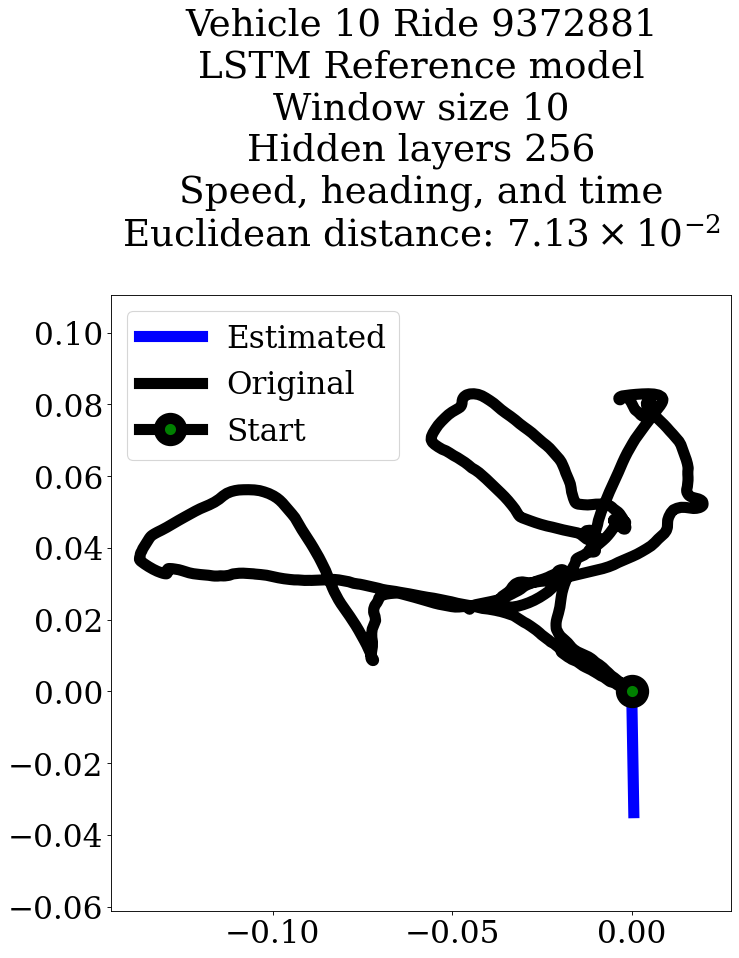 Vehicle 10 Ride 9372881
LSTM Reference model
Window size 10
Hidden layers 256
Speed, heading, and time
Euclidean distance: 7.13 × 10⁻²
Estimated
Original
Start
0.10
0.08
0.06
0.04
0.02
0.00
−0.02
−0.04
−0.06
−0.10
−0.05
0.00